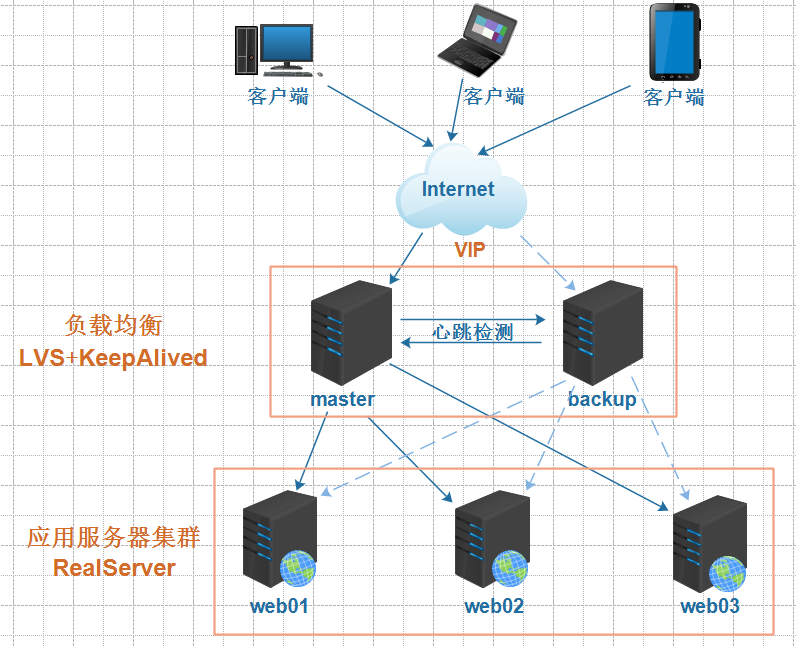 客户端
客户端
客户端
Internet
VIP
负载均衡
LVS+KeepAlived
心跳检测
master
backup
应用服务器集群
RealServer
web01
web02
web03